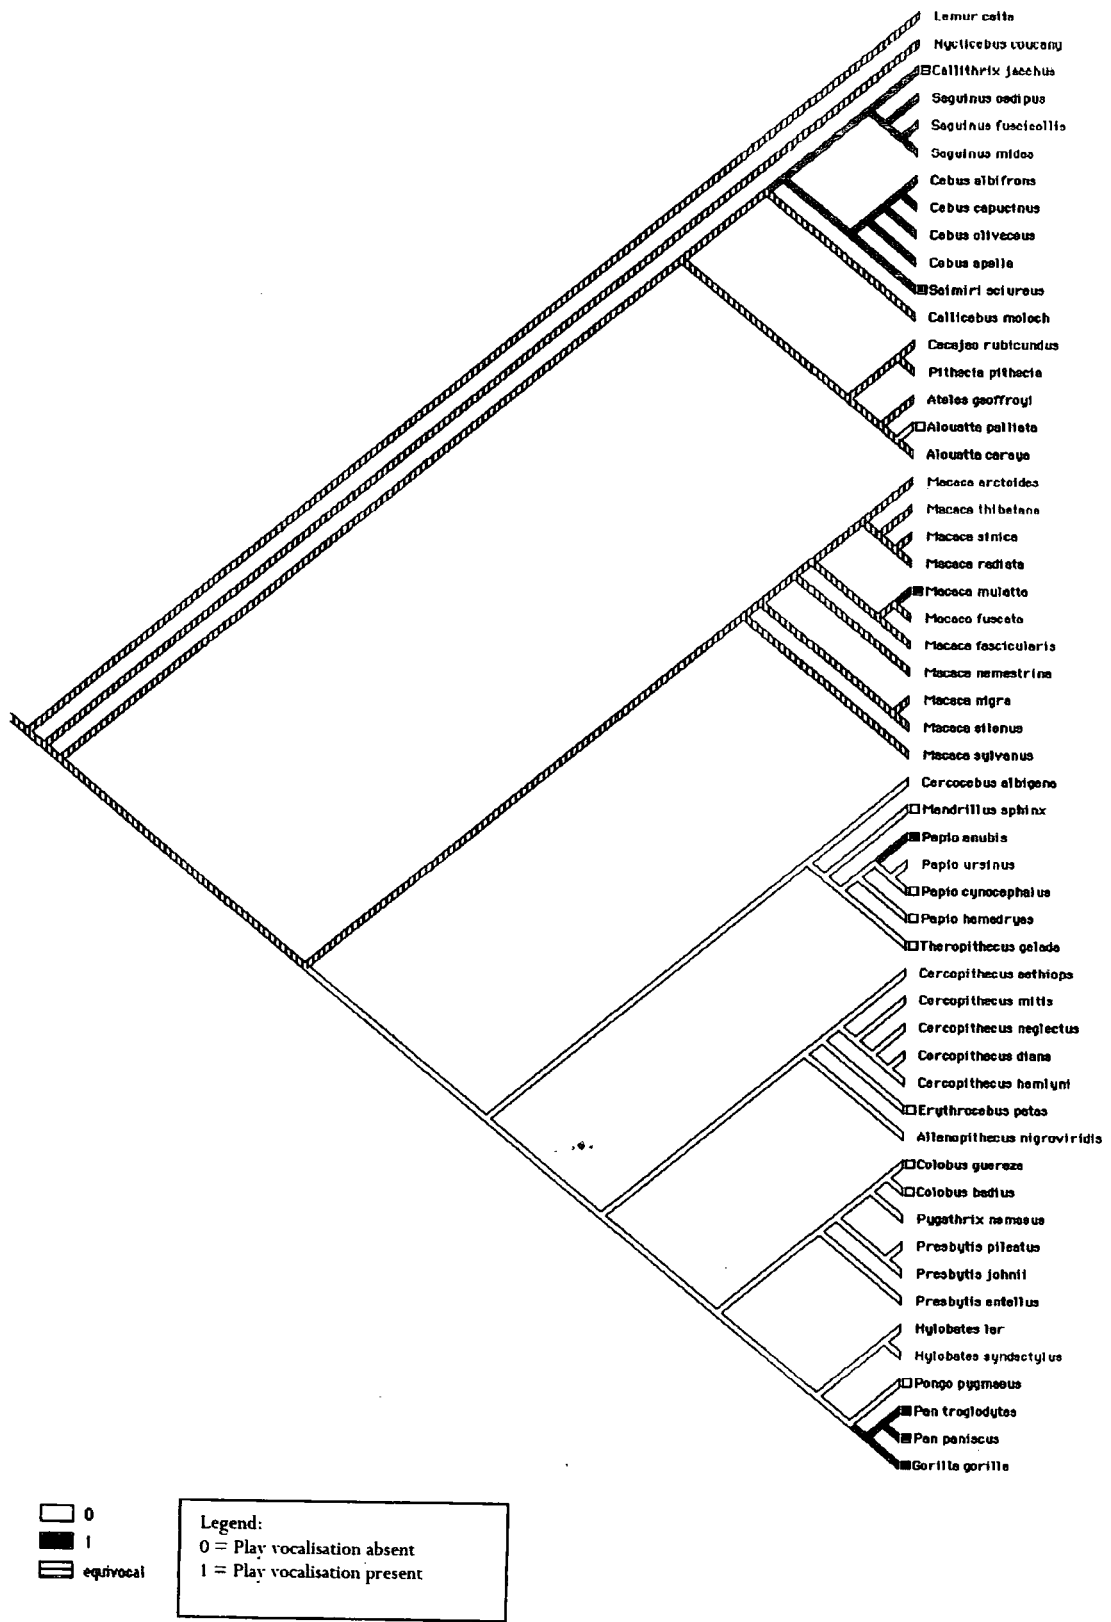 Lemur catta
Nycticebus coucang
Callithrix jacchus
Saguinus oedipus
Saguinus fuscicollis
Saguinus midas
Cebus albifrons
Cebus capucinus
Cebus olivaceus
Cebus apella
Saimiri sciureus
Callicebus moloch
Cacajao rubicundus
Pithecia pithecia
Ateles geoffroyi
Alouatta palliata
Alouatta caraya
Macaca arctoides
Macaca thibetana
Macaca sinica
Macaca radiata
Macaca mulatta
Macaca fuscata
Macaca fascicularis
Macaca nemestrina
Macaca nigra
Macaca silenus
Macaca sylvanus
Cercocebus albigena
Mandrillus sphinx
Papio anubis
Papio ursinus
Papio cynocephalus
Papio hamadryas
Theropithecus gelada
Cercopithecus aethiops
Cercopithecus mitis
Cercopithecus neglectus
Cercopithecus diana
Cercopithecus hamlyni
Erythrocebus patas
Allenopithecus nigroviridis
Colobus guereza
Colobus badius
Pygathrix nemaeus
Presbytis pileatus
Presbytis johnii
Presbytis entellus
Hylobates lar
Hylobates syndactylus
Pongo pygmaeus
Pan troglodytes
Pan paniscus
Gorilla gorilla
0
1
equivocal
Legend:
0 = Play vocalisation absent
1 = Play vocalisation present